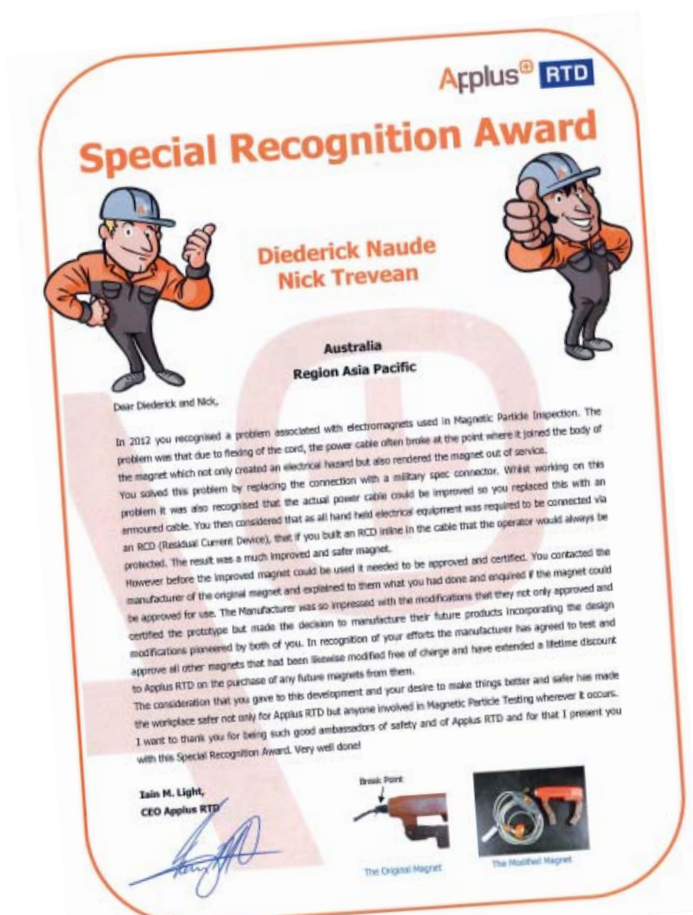 Applus+ RTD
Special Recognition Award
Diederick Naude
Nick Trevean
Australia
Region Asia Pacific
Dear Diederick and Nick,
In 2012 you recognised a problem associated with electromagnets used in Magnetic Particle Inspection. The
problem was that due to flexing of the cord, the power cable often broke at the point where it joined the body of
the magnet which not only created an electrical hazard but also rendered the magnet out of service.
You solved this problem by replacing the connection with a military spec connector. Whilst working on this
problem it was also recognised that the actual power cable could be improved so you replaced this with an
armoured cable. You then considered that as all hand held electrical equipment was required to be connected via
an RCD (Residual Current Device), that if you built an RCD inline in the cable that the operator would always be
protected. The result was a much improved and safer magnet.
However before the improved magnet could be used it needed to be approved and certified. You contacted the
manufacturer of the original magnet and explained to them what you had done and enquired if the magnet could
be approved for use. The Manufacturer was so impressed with the modifications that they not only approved and
certified the prototype but made the decision to manufacture their future products incorporating the design
modifications pioneered by both of you. In recognition of your efforts the manufacturer has agreed to test and
approve all other magnets that had been likewise modified free of charge and have extended a lifetime discount
to Applus RTD on the purchase of any future magnets from them.
The consideration that you gave to this development and your desire to make things better and safer has made
the workplace safer not only for Applus RTD but anyone involved in Magnetic Particle Testing wherever it occurs.
I want to thank you for being such good ambassadors of safety and of Applus RTD and for that I present you
with this Special Recognition Award. Very well done!
Iain M. Light,
CEO Applus RTD
Break Point
The Original Magnet
The Modified Magnet